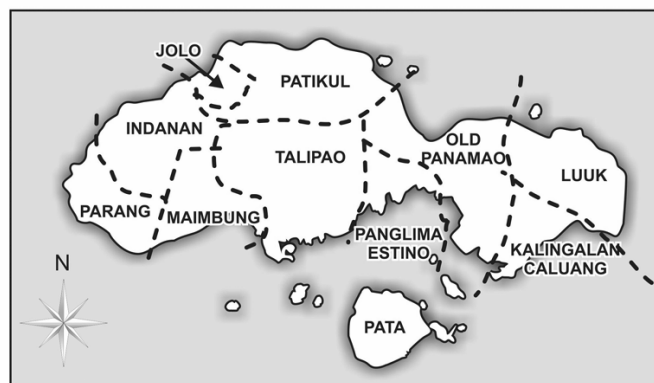 JOLO
PATIKUL
INDANAN
OLD
PANAMAO
TALIPAO
LUUK
PARANG
MAIMBUNG
PANGLIMA
ESTINO
KALINGALAN
CALUANG
N
PATA